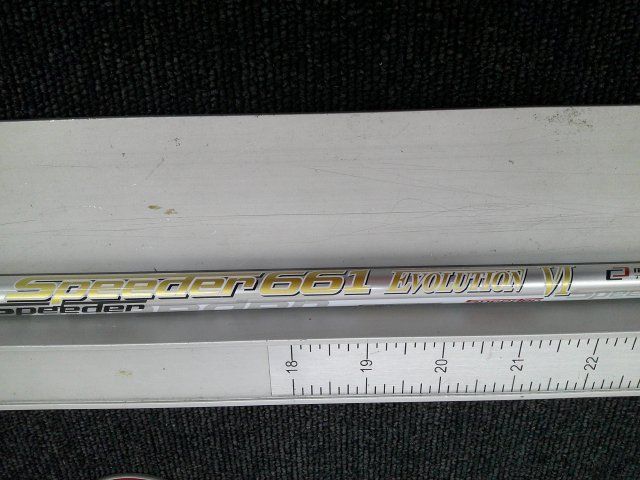 Speeder 661 EVOLUTION VI
speeder
18 19 20 21 22